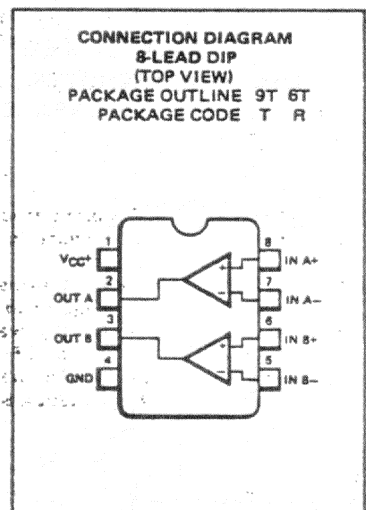 CONNECTION DIAGRAM
8-LEAD DIP
(TOP VIEW)
PACKAGE OUTLINE 9T 6T
PACKAGE CODE T R
1
VCC+
2
OUT A
3
OUT B
4
GND
8
IN A+
7
IN A−
6
IN B+
5
IN B−
+
−
+
−